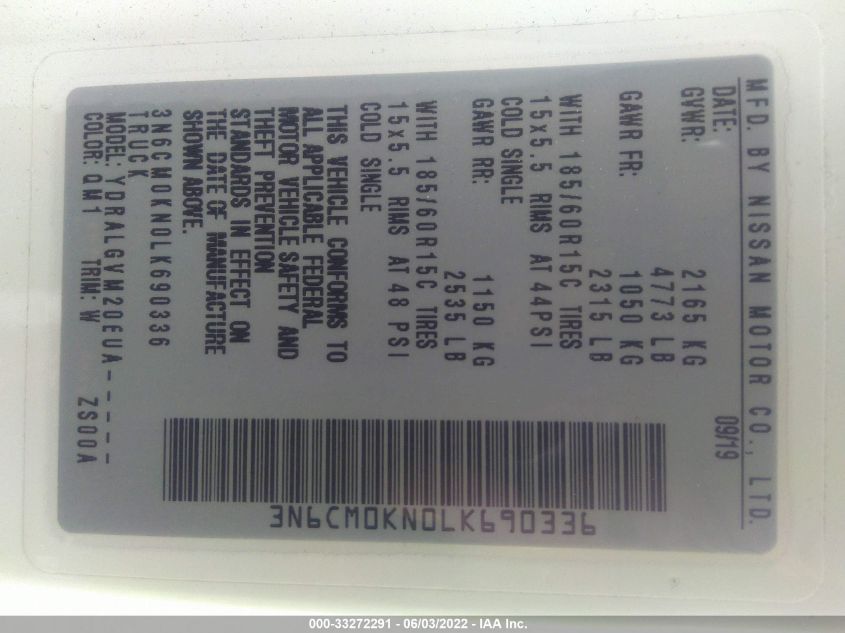 MFD. BY NISSAN MOTOR CO., LTD.
DATE: 09/19
GVWR: 2165 KG
4773 LB
GAWR FR: 1050 KG
2315 LB
WITH 185/60R15C TIRES
15X5.5 RIMS AT 44PSI
COLD SINGLE
GAWR RR: 1150 KG
2535 LB
WITH 185/60R15C TIRES
15X5.5 RIMS AT 48 PSI
COLD SINGLE
THIS VEHICLE CONFORMS TO
ALL APPLICABLE FEDERAL
MOTOR VEHICLE SAFETY AND
THEFT PREVENTION
STANDARDS IN EFFECT ON
THE DATE OF MANUFACTURE
SHOWN ABOVE.
3N6CM0KN0LK690336
TRUCK
MODEL: YDRALGVM20EUA-----
COLOR: QM1 TRIM: W ZS00A
3N6CM0KN0LK690336
000-33272291 - 06/03/2022 - IAA Inc.